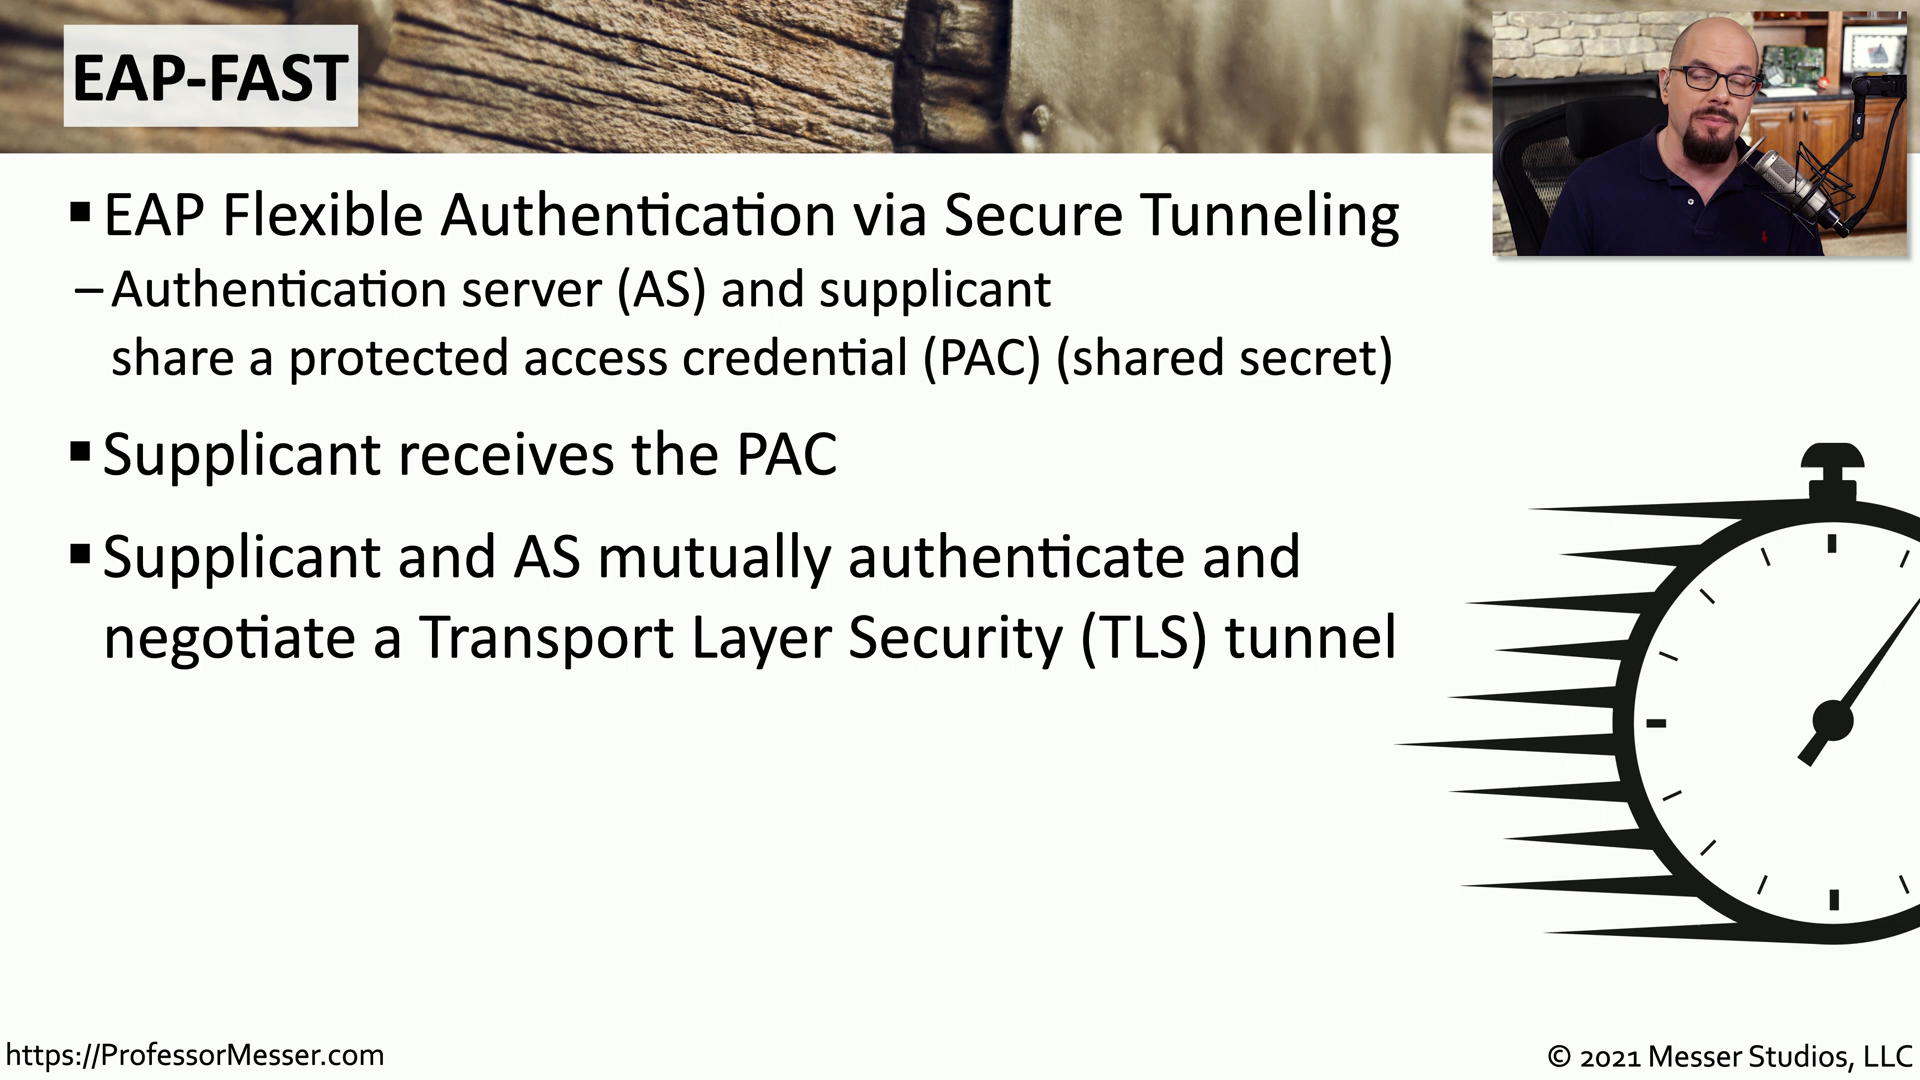 EAP-FAST
▪ EAP Flexible Authentication via Secure Tunneling
– Authentication server (AS) and supplicant
share a protected access credential (PAC) (shared secret)
▪ Supplicant receives the PAC
▪ Supplicant and AS mutually authenticate and
negotiate a Transport Layer Security (TLS) tunnel
https://ProfessorMesser.com
© 2021 Messer Studios, LLC